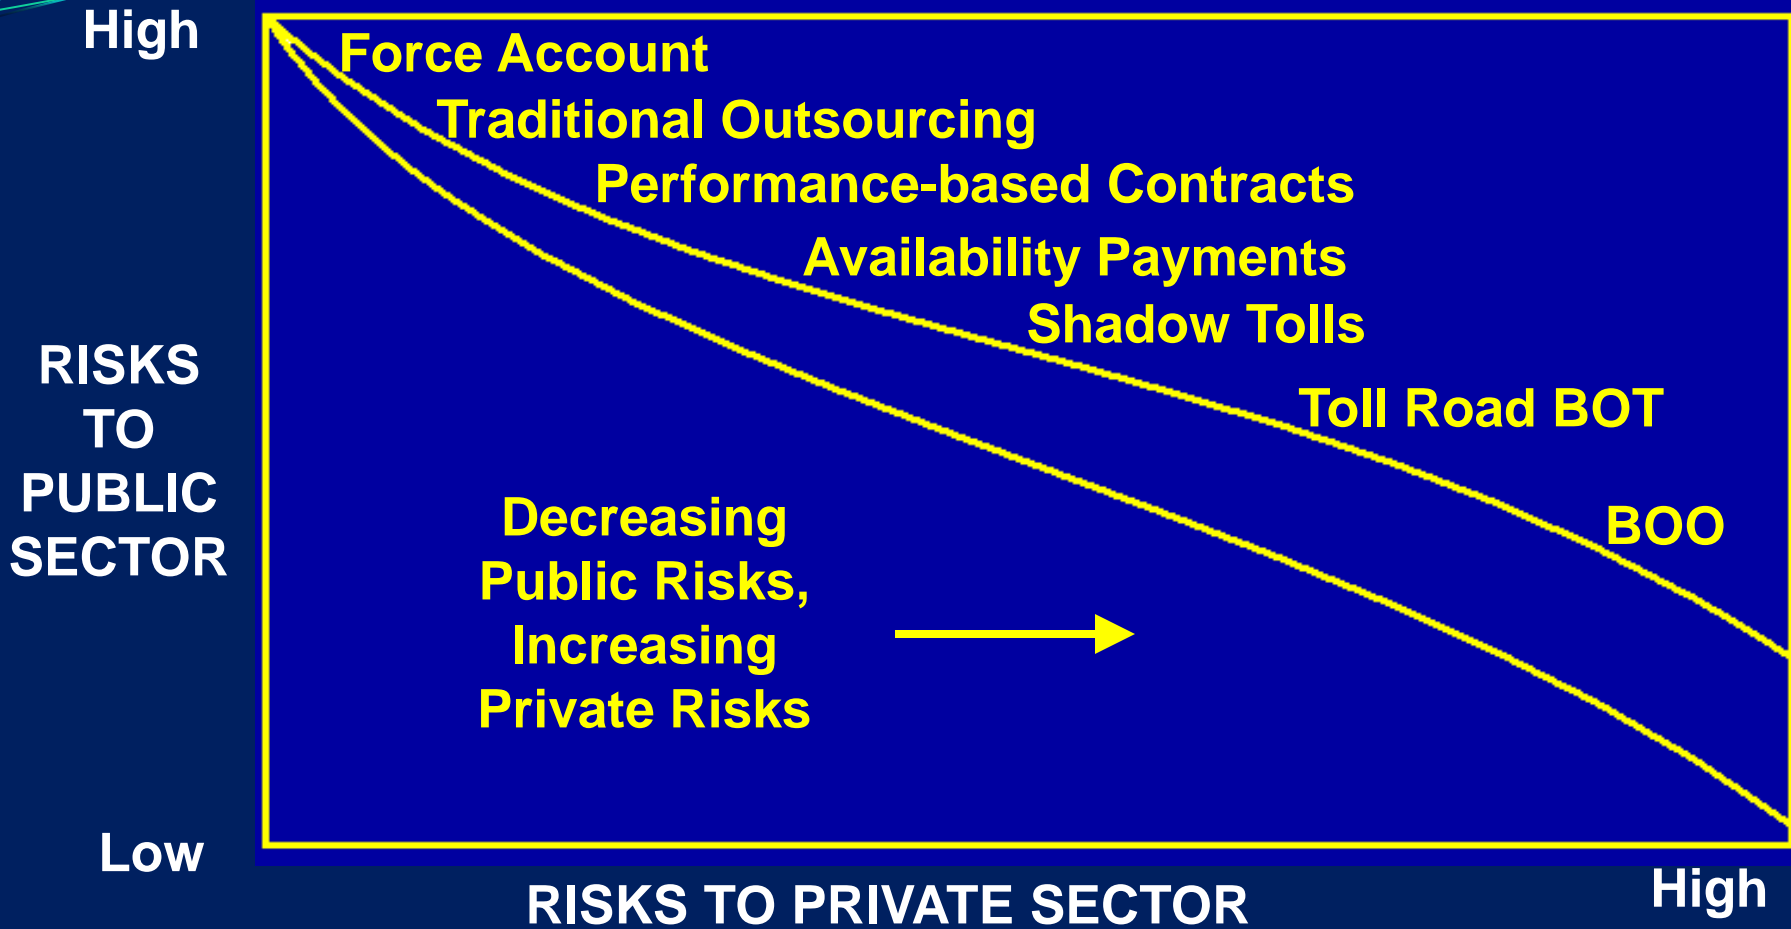 High
Force Account
Traditional Outsourcing
Performance-based Contracts
Availability Payments
Shadow Tolls
Toll Road BOT
BOO
RISKS
TO
PUBLIC
SECTOR
Decreasing
Public Risks,
Increasing
Private Risks
Low
RISKS TO PRIVATE SECTOR
High